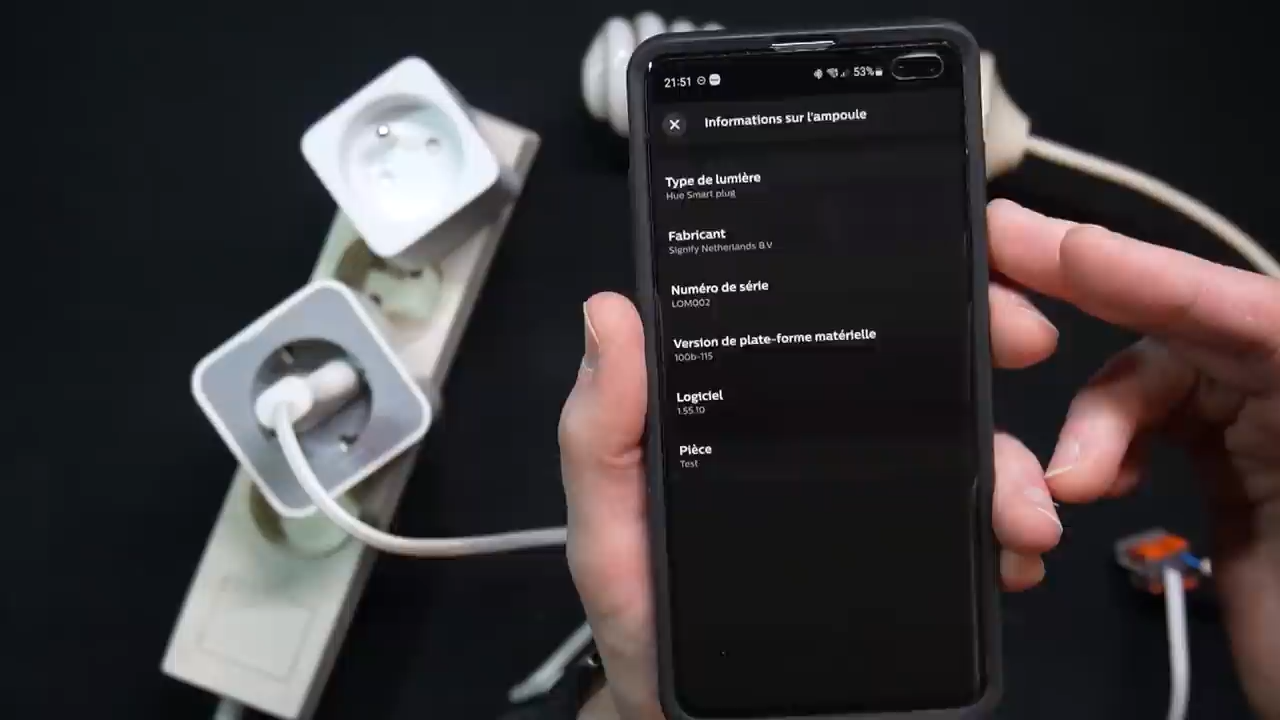 21:51
53%
Informations sur l'ampoule
Type de lumière
Hue Smart plug
Fabricant
Signify Netherlands B.V
Numéro de série
LOM002
Version de plate-forme matérielle
100b-115
Logiciel
1.55.10
Pièce
Test